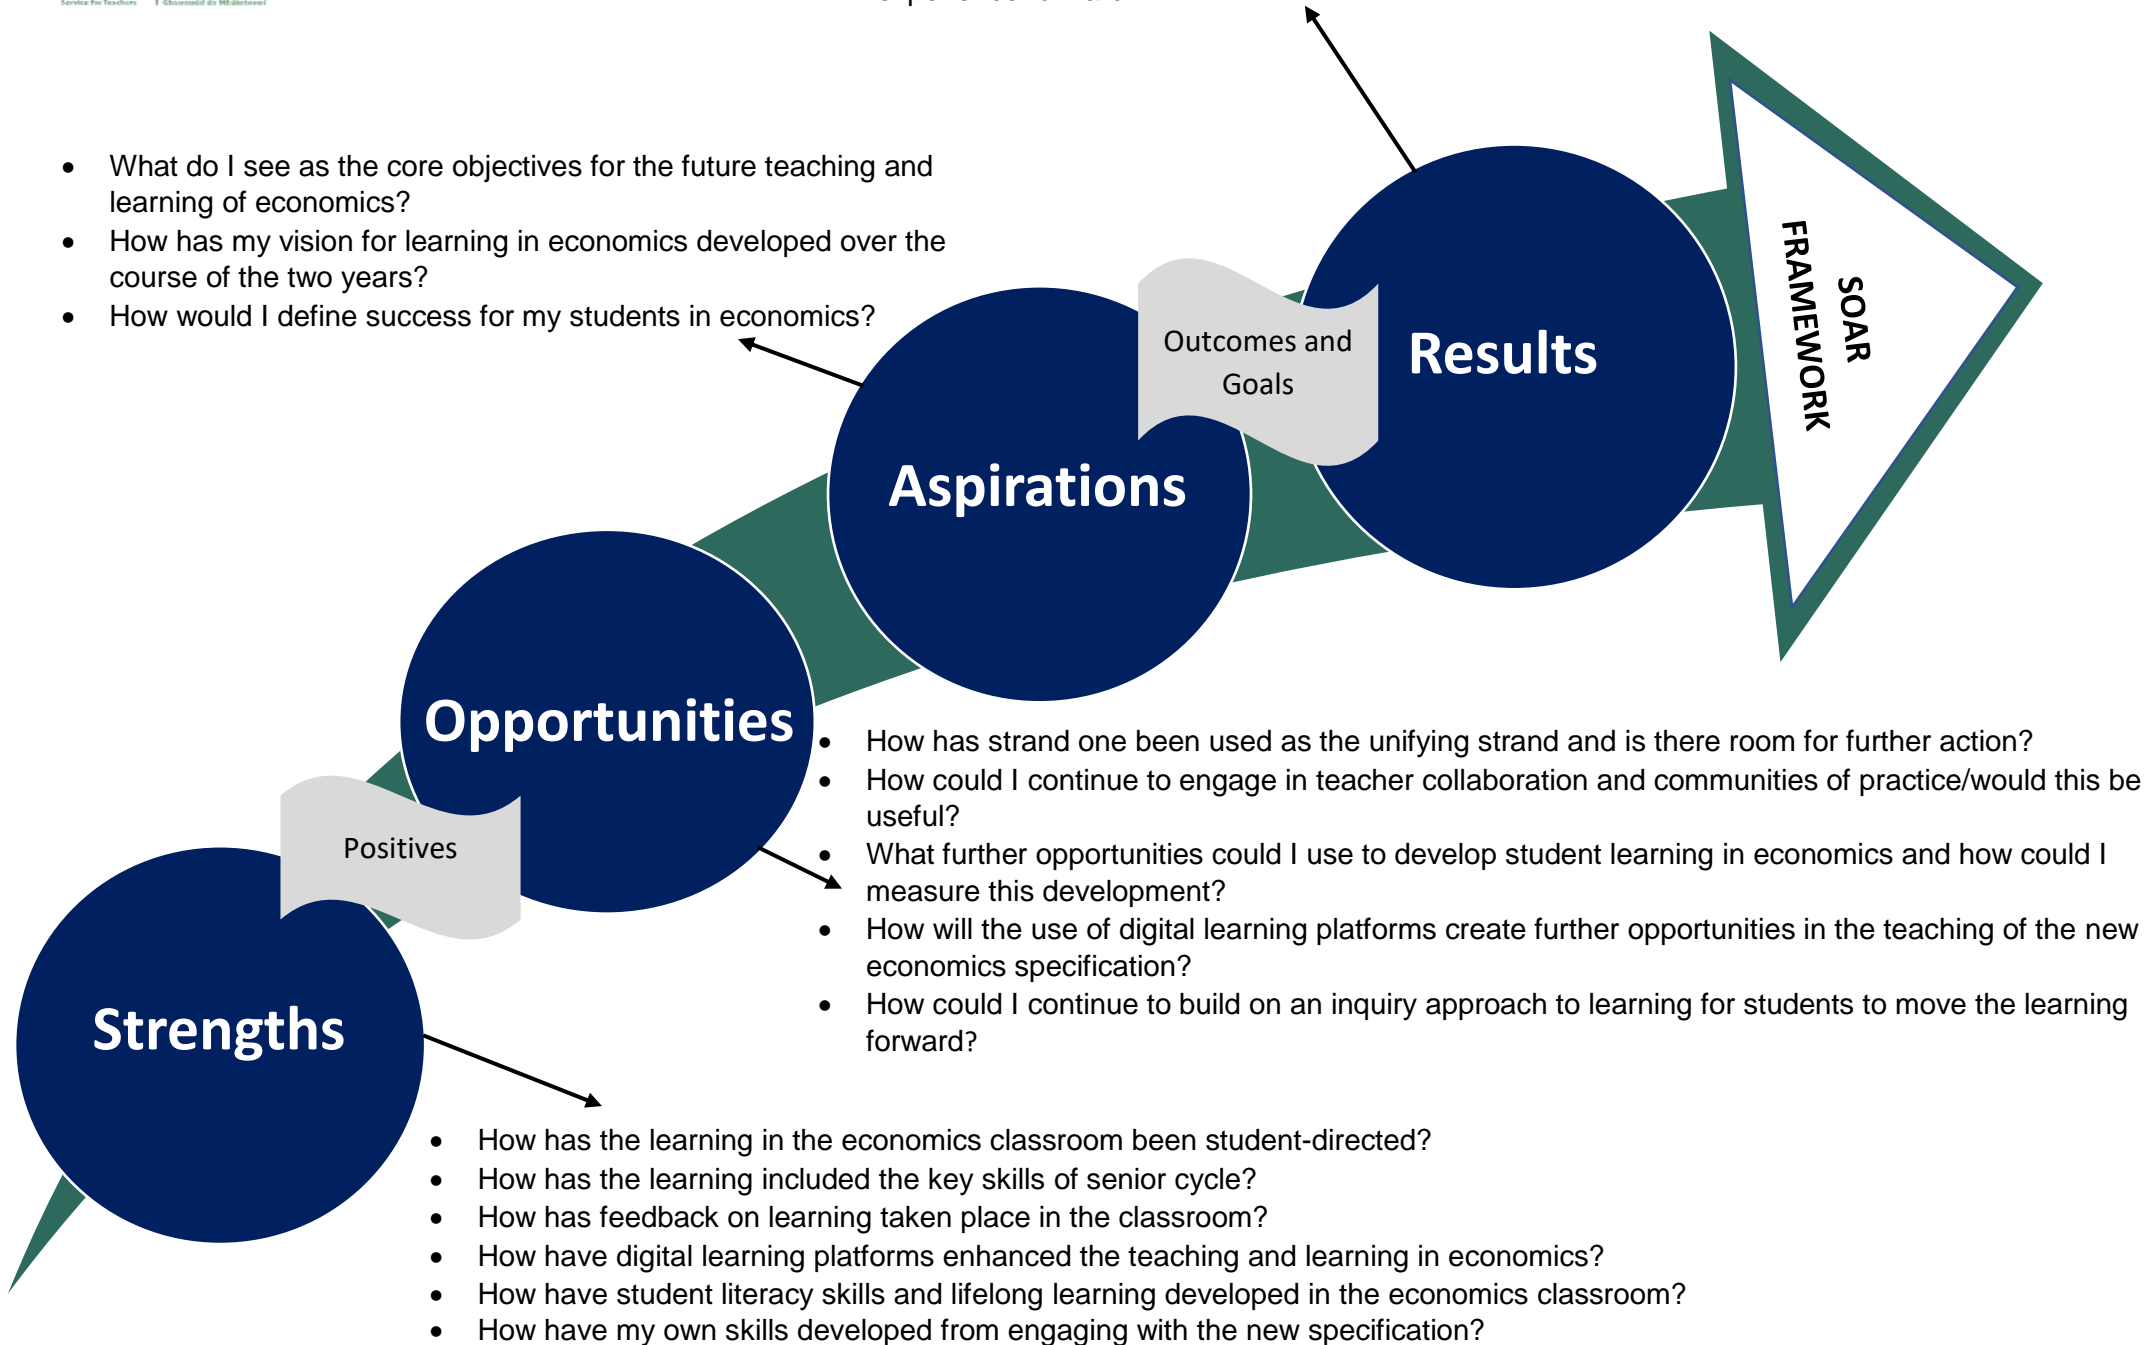 Service for Teachers
• What do I see as the core objectives for the future teaching and
learning of economics?
• How has my vision for learning in economics developed over the
course of the two years?
• How would I define success for my students in economics?
SOAR
FRAMEWORK
Outcomes and
Goals
Results
Aspirations
Opportunities
Positives
Strengths
• How has strand one been used as the unifying strand and is there room for further action?
• How could I continue to engage in teacher collaboration and communities of practice/would this be
useful?
• What further opportunities could I use to develop student learning in economics and how could I
measure this development?
• How will the use of digital learning platforms create further opportunities in the teaching of the new
economics specification?
• How could I continue to build on an inquiry approach to learning for students to move the learning
forward?
• How has the learning in the economics classroom been student-directed?
• How has the learning included the key skills of senior cycle?
• How has feedback on learning taken place in the classroom?
• How have digital learning platforms enhanced the teaching and learning in economics?
• How have student literacy skills and lifelong learning developed in the economics classroom?
• How have my own skills developed from engaging with the new specification?